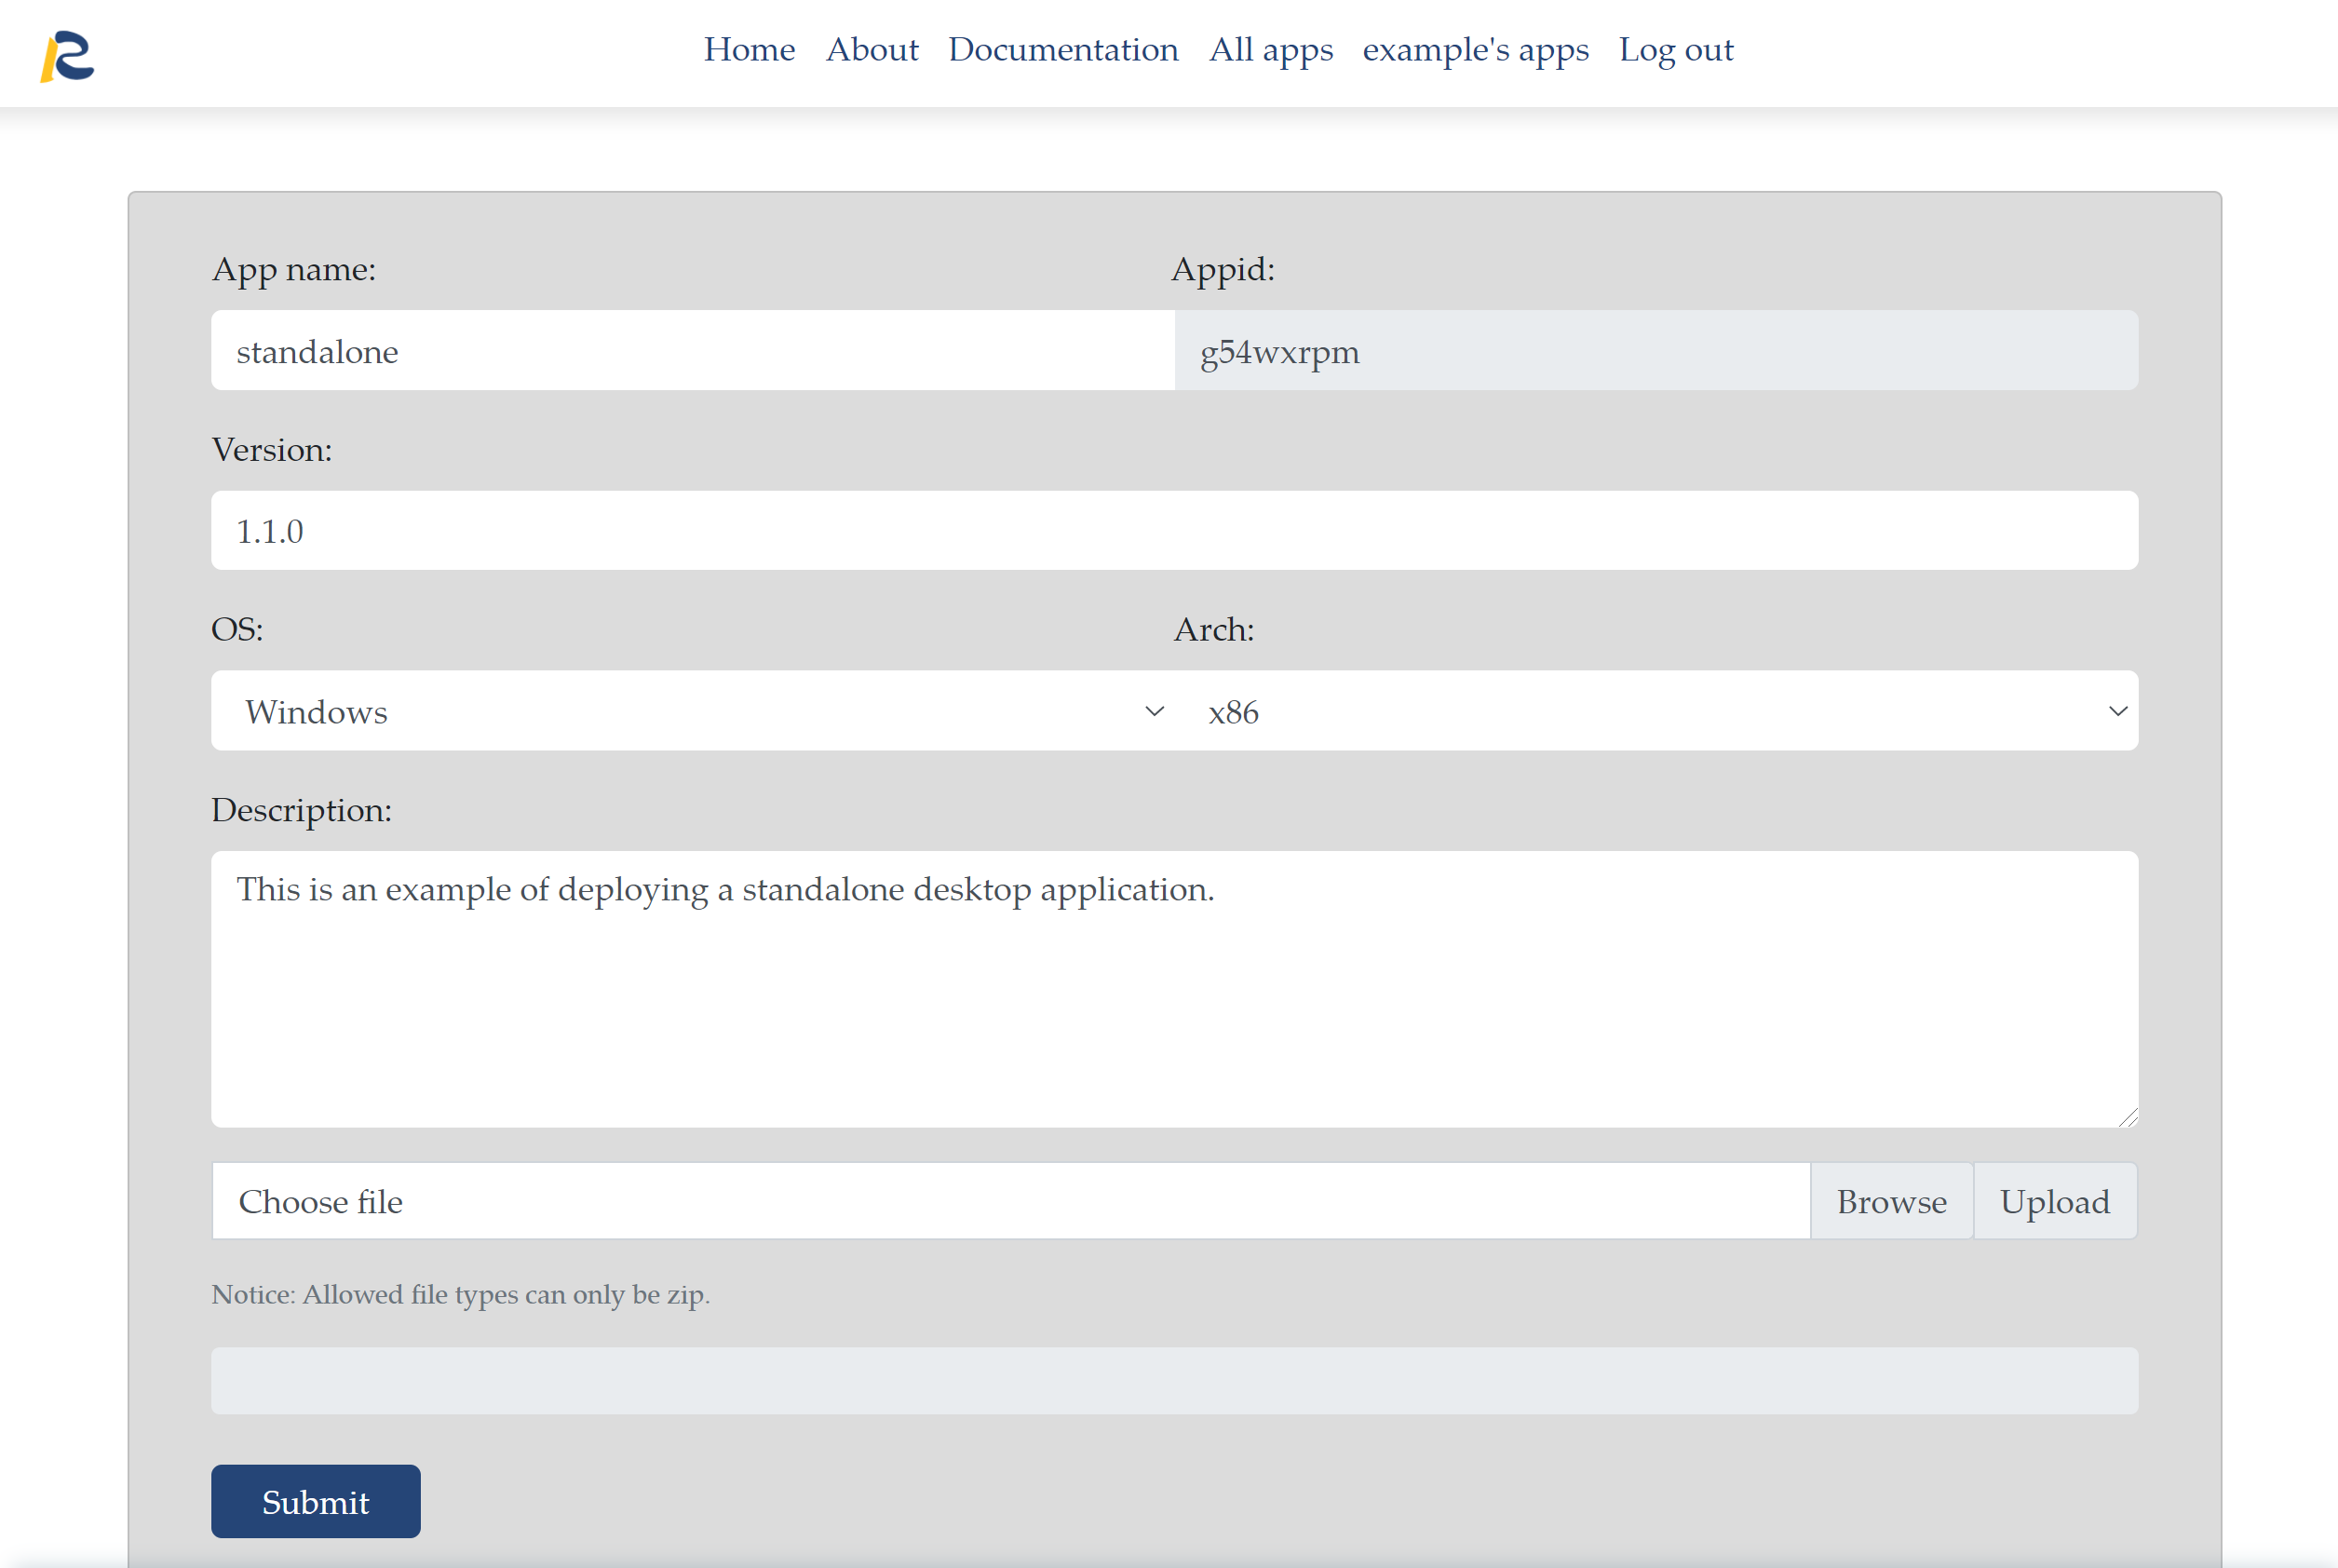 Home About Documentation All apps example's apps Log out
App name: Appid:
standalone g54wxrpm
Version:
1.1.0
OS: Arch:
Windows x86
Description:
This is an example of deploying a standalone desktop application.
Choose file Browse Upload
Notice: Allowed file types can only be zip.
Submit